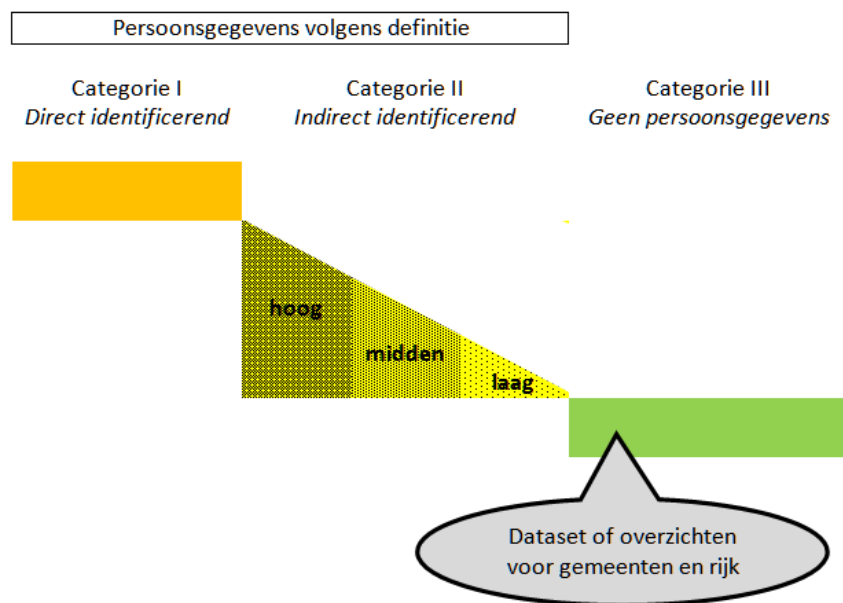 Persoonsgegevens volgens definitie
Categorie I
Direct identificerend
Categorie II
Indirect identificerend
Categorie III
Geen persoonsgegevens
hoog
midden
laag
Dataset of overzichten
voor gemeenten en rijk